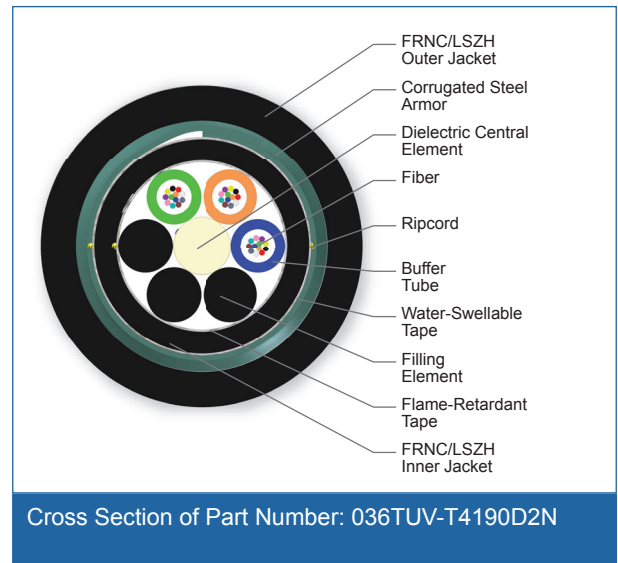 FRNC/LSZH
Outer Jacket
Corrugated Steel
Armor
Dielectric Central
Element
Fiber
Ripcord
Buffer
Tube
Water-Swellable
Tape
Filling
Element
Flame-Retardant
Tape
FRNC/LSZH
Inner Jacket
Cross Section of Part Number: 036TUV-T4190D2N